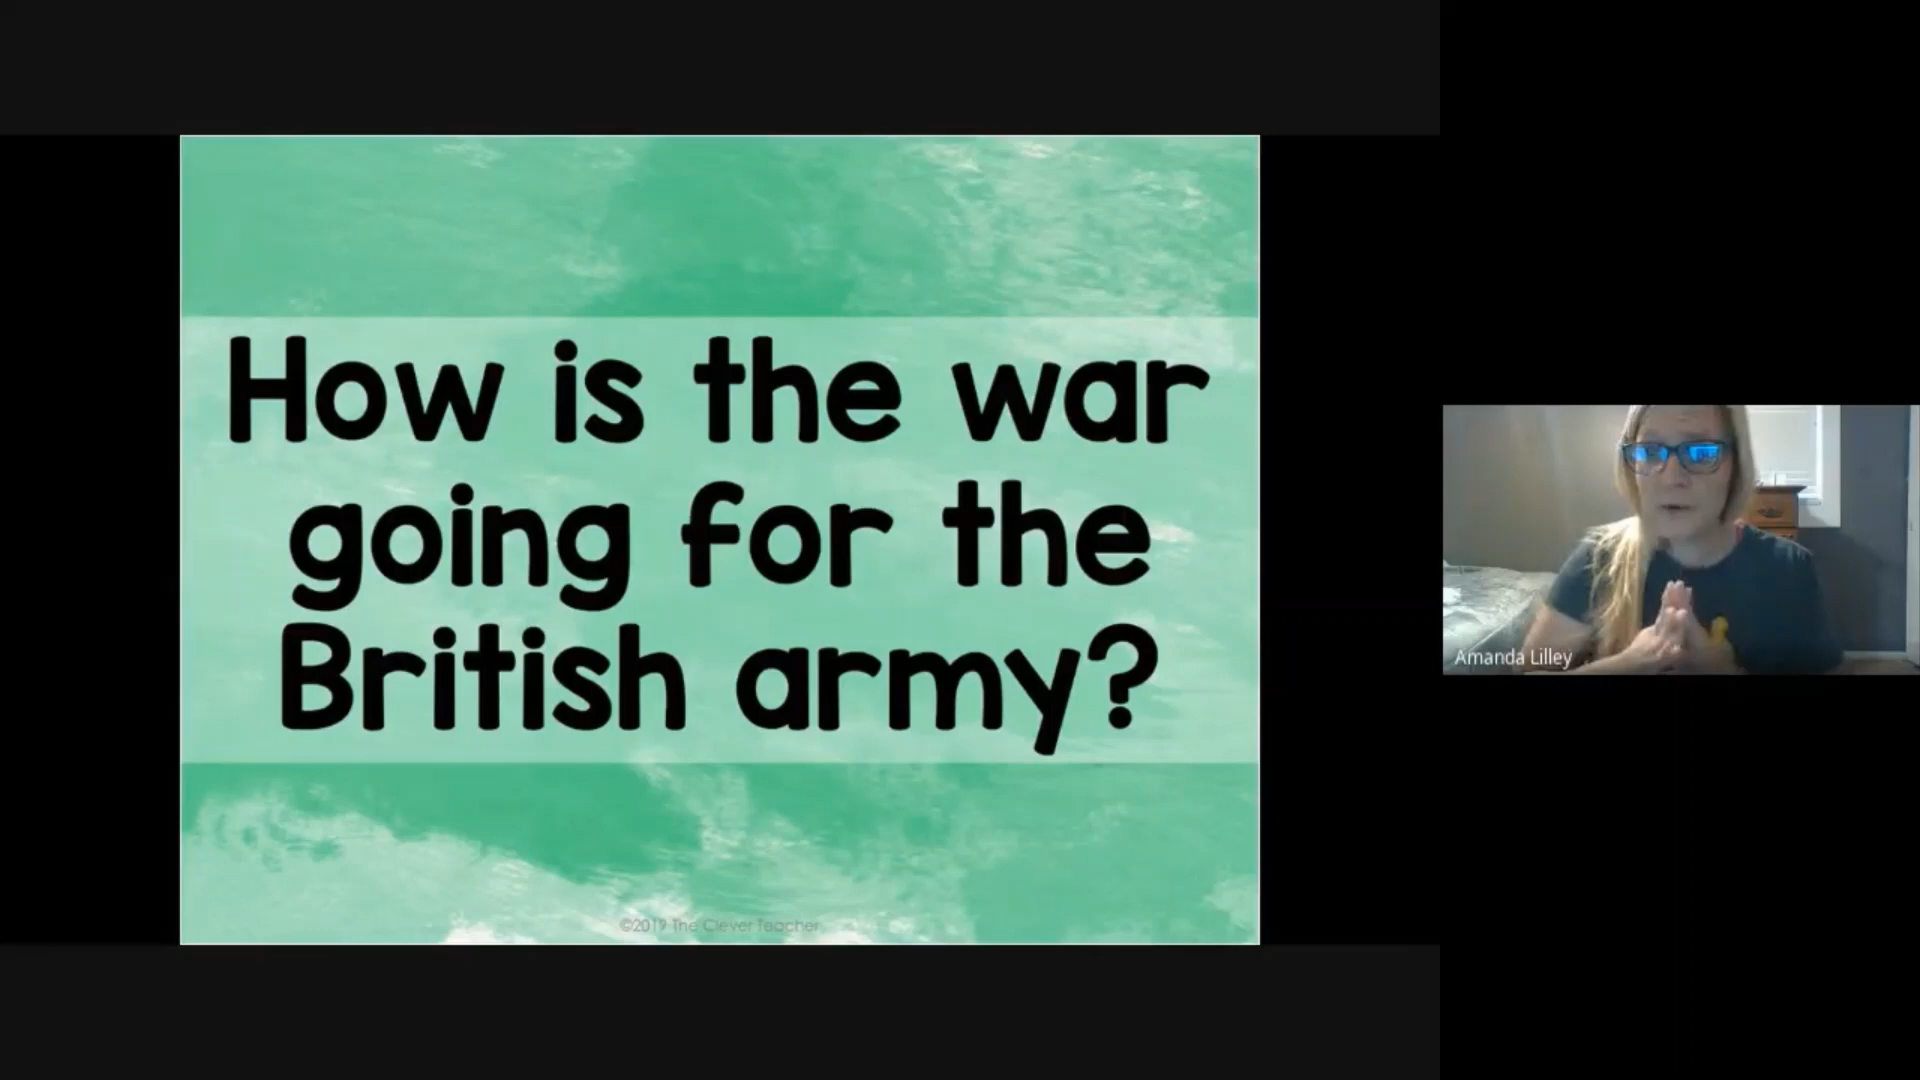 How is the war
going for the
British army?
©2019 The Clever Teacher
Amanda Lilley